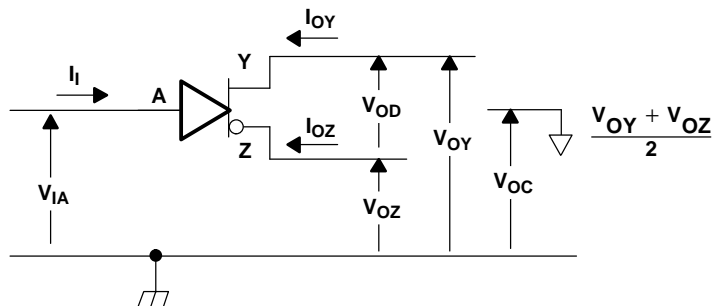 I_OY
Y
I_I
A
V_OD
V_OY
V_OY + V_OZ
2
I_OZ
Z
V_OC
V_IA
V_OZ